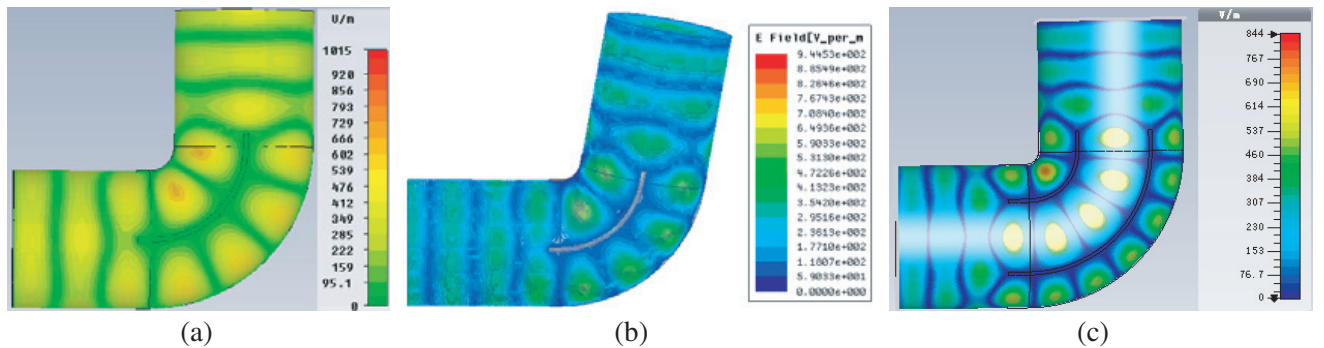 V/m
1015
920
856
793
729
666
602
539
476
412
349
285
222
159
95.1
0
E Field[V_per_m
9.4453e+002
8.8549e+002
8.2646e+002
7.6743e+002
7.0840e+002
6.4936e+002
5.9033e+002
5.3130e+002
4.7226e+002
4.1323e+002
3.5420e+002
2.9516e+002
2.3613e+002
1.7710e+002
1.1807e+002
5.9033e+001
0.0000e+000
V/m
844
767
690
614
537
460
384
307
230
153
76.7
0
(a)
(b)
(c)